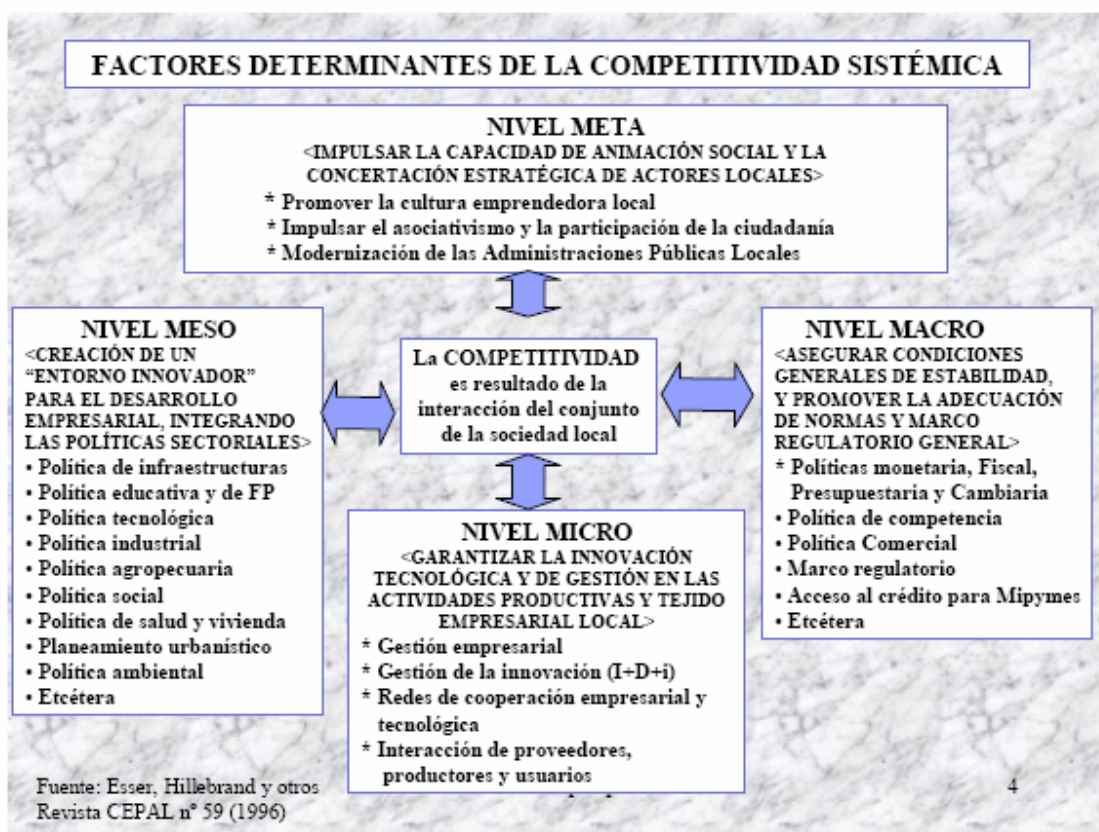 FACTORES DETERMINANTES DE LA COMPETITIVIDAD SISTÉMICA
NIVEL META
<IMPULSAR LA CAPACIDAD DE ANIMACIÓN SOCIAL Y LA
CONCERTACIÓN ESTRATÉGICA DE ACTORES LOCALES>
* Promover la cultura emprendedora local
* Impulsar el asociativismo y la participación de la ciudadanía
* Modernización de las Administraciones Públicas Locales
NIVEL MESO
<CREACIÓN DE UN
“ENTORNO INNOVADOR”
PARA EL DESARROLLO
EMPRESARIAL, INTEGRANDO
LAS POLÍTICAS SECTORIALES>
• Política de infraestructuras
• Política educativa y de FP
• Política tecnológica
• Política industrial
• Política agropecuaria
• Política social
• Política de salud y vivienda
• Planeamiento urbanístico
• Política ambiental
• Etcétera
La COMPETITIVIDAD
es resultado de la
interacción del conjunto
de la sociedad local
NIVEL MACRO
<ASEGURAR CONDICIONES
GENERALES DE ESTABILIDAD,
Y PROMOVER LA ADECUACIÓN
DE NORMAS Y MARCO
REGULATORIO GENERAL>
* Políticas monetaria, Fiscal,
Presupuestaria y Cambiaria
• Política de competencia
• Política Comercial
• Marco regulatorio
• Acceso al crédito para Mipymes
• Etcétera
NIVEL MICRO
<GARANTIZAR LA INNOVACIÓN
TECNOLÓGICA Y DE GESTIÓN EN LAS
ACTIVIDADES PRODUCTIVAS Y TEJIDO
EMPRESARIAL LOCAL>
* Gestión empresarial
* Gestión de la innovación (I+D+i)
* Redes de cooperación empresarial y
tecnológica
* Interacción de proveedores,
productores y usuarios
Fuente: Esser, Hillebrand y otros
Revista CEPAL nº 59 (1996)
4